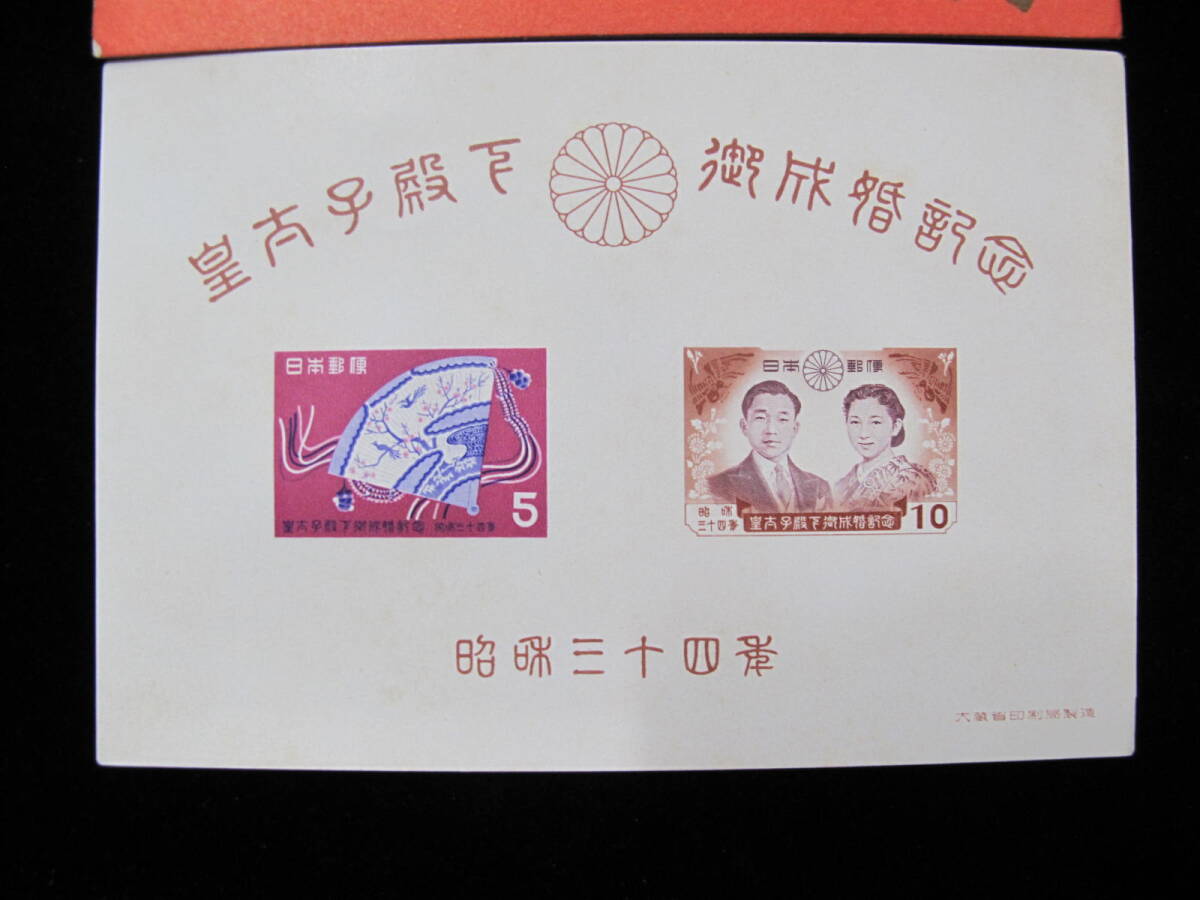 皇太子殿下 御成婚記念
日本郵便
5
皇太子殿下御成婚記念 昭和三十四年
日本 郵便
昭和
三十四年
皇太子殿下御成婚記念
10
昭和三十四年
大蔵省印刷局製造